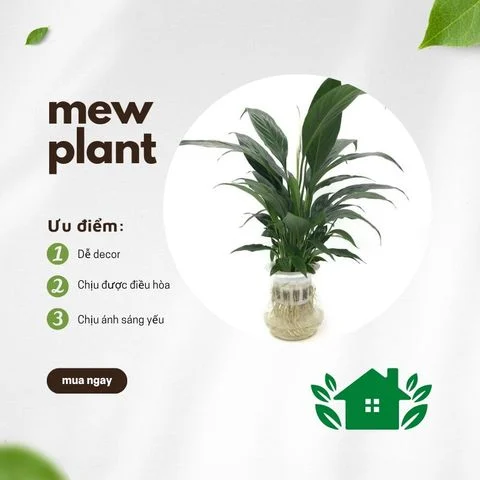 mew
plant
Ưu điểm:
1 Dễ decor
2 Chịu được điều hòa
3 Chịu ánh sáng yếu
mua ngay